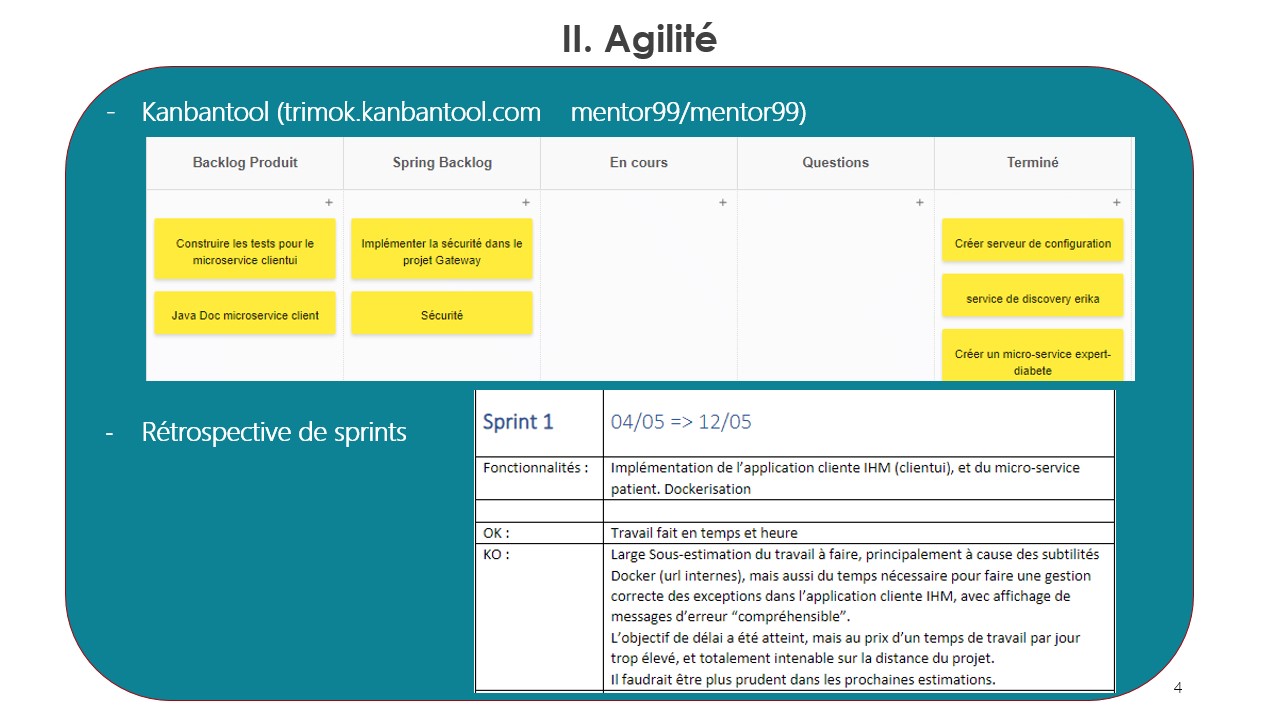 II. Agilité
- Kanbantool (trimok.kanbantool.com mentor99/mentor99)
Backlog Produit
Spring Backlog
En cours
Questions
Terminé
+
+
+
+
+
Construire les tests pour le
microservice clientui
Java Doc microservice client
Implémenter la sécurité dans le
projet Gateway
Sécurité
Créer serveur de configuration
service de discovery erika
Créer un micro-service expert-
diabete
- Rétrospective de sprints
Sprint 1
04/05 => 12/05
Fonctionnalités :
Implémentation de l'application cliente IHM (clientui), et du micro-service
patient. Dockerisation
OK :
Travail fait en temps et heure
KO :
Large Sous-estimation du travail à faire, principalement à cause des subtilités
Docker (url internes), mais aussi du temps nécessaire pour faire une gestion
correcte des exceptions dans l'application cliente IHM, avec affichage de
messages d'erreur “compréhensible”.
L'objectif de délai a été atteint, mais au prix d'un temps de travail par jour
trop élevé, et totalement intenable sur la distance du projet.
Il faudrait être plus prudent dans les prochaines estimations.
4